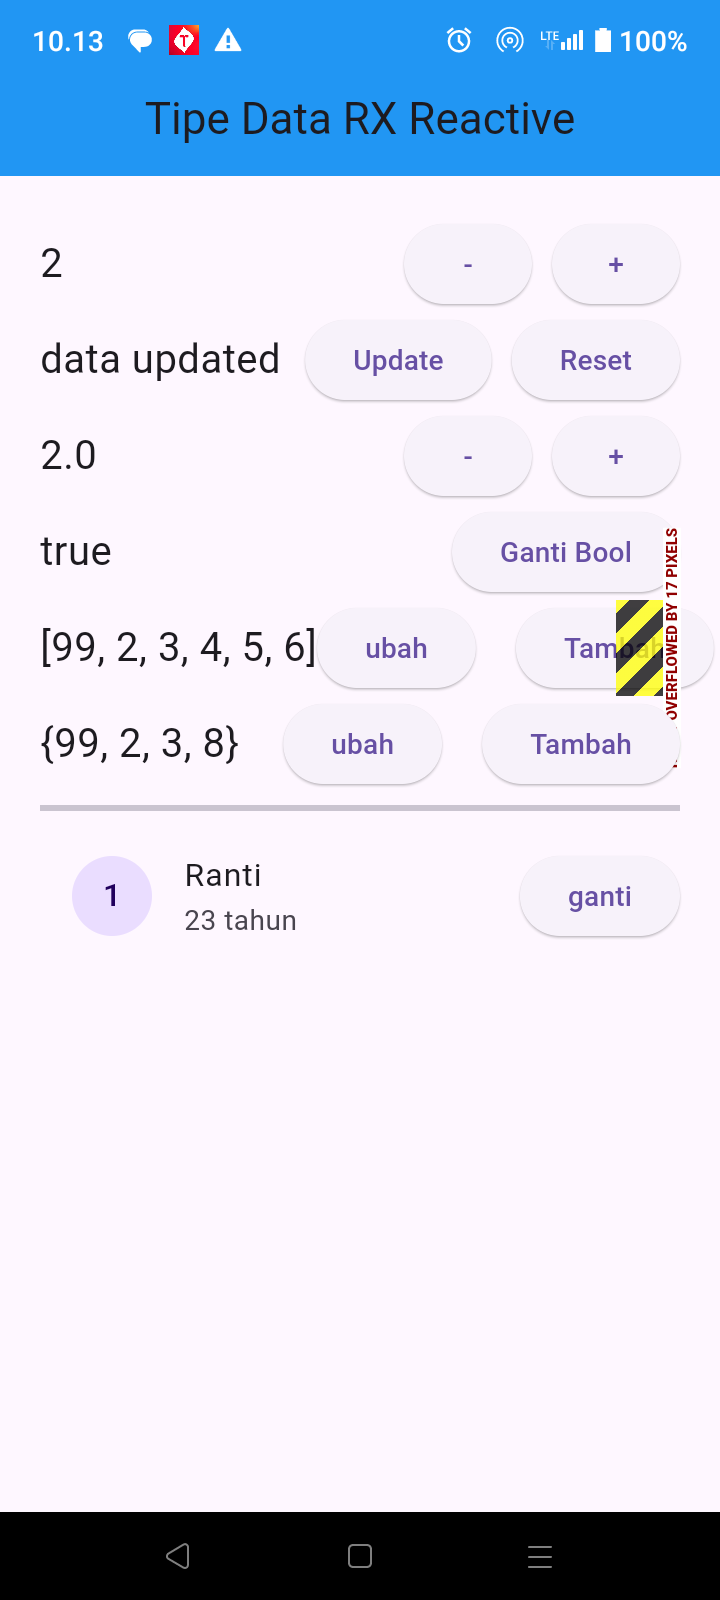 10.13 LTE 100%
Tipe Data RX Reactive
2 - +
data updated Update Reset
2.0 - +
true Ganti Bool
OVERFLOWED BY 17 PIXELS
[99, 2, 3, 4, 5, 6] ubah Tambah
{99, 2, 3, 8} ubah Tambah
1 Ranti ganti
23 tahun